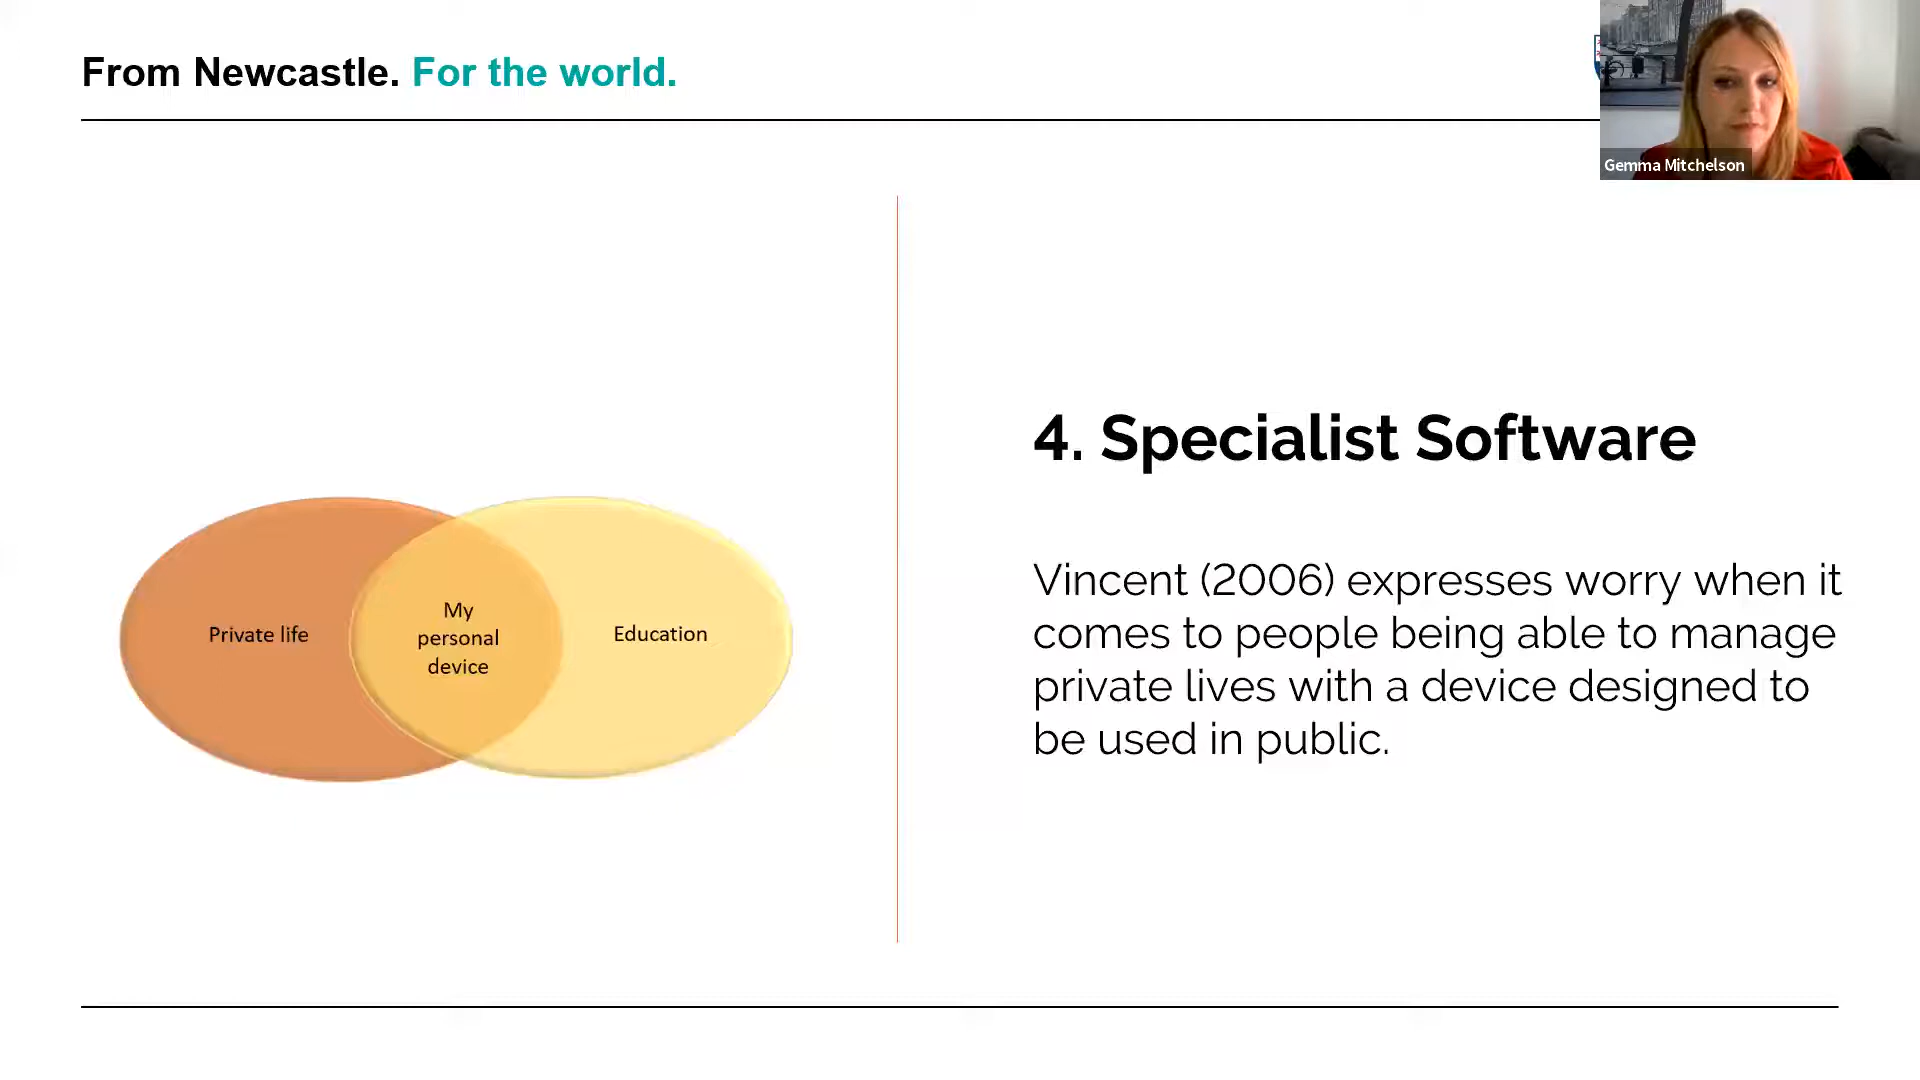 From Newcastle. For the world.
Gemma Mitchelson
Private life
My
personal
device
Education
4. Specialist Software
Vincent (2006) expresses worry when it
comes to people being able to manage
private lives with a device designed to
be used in public.